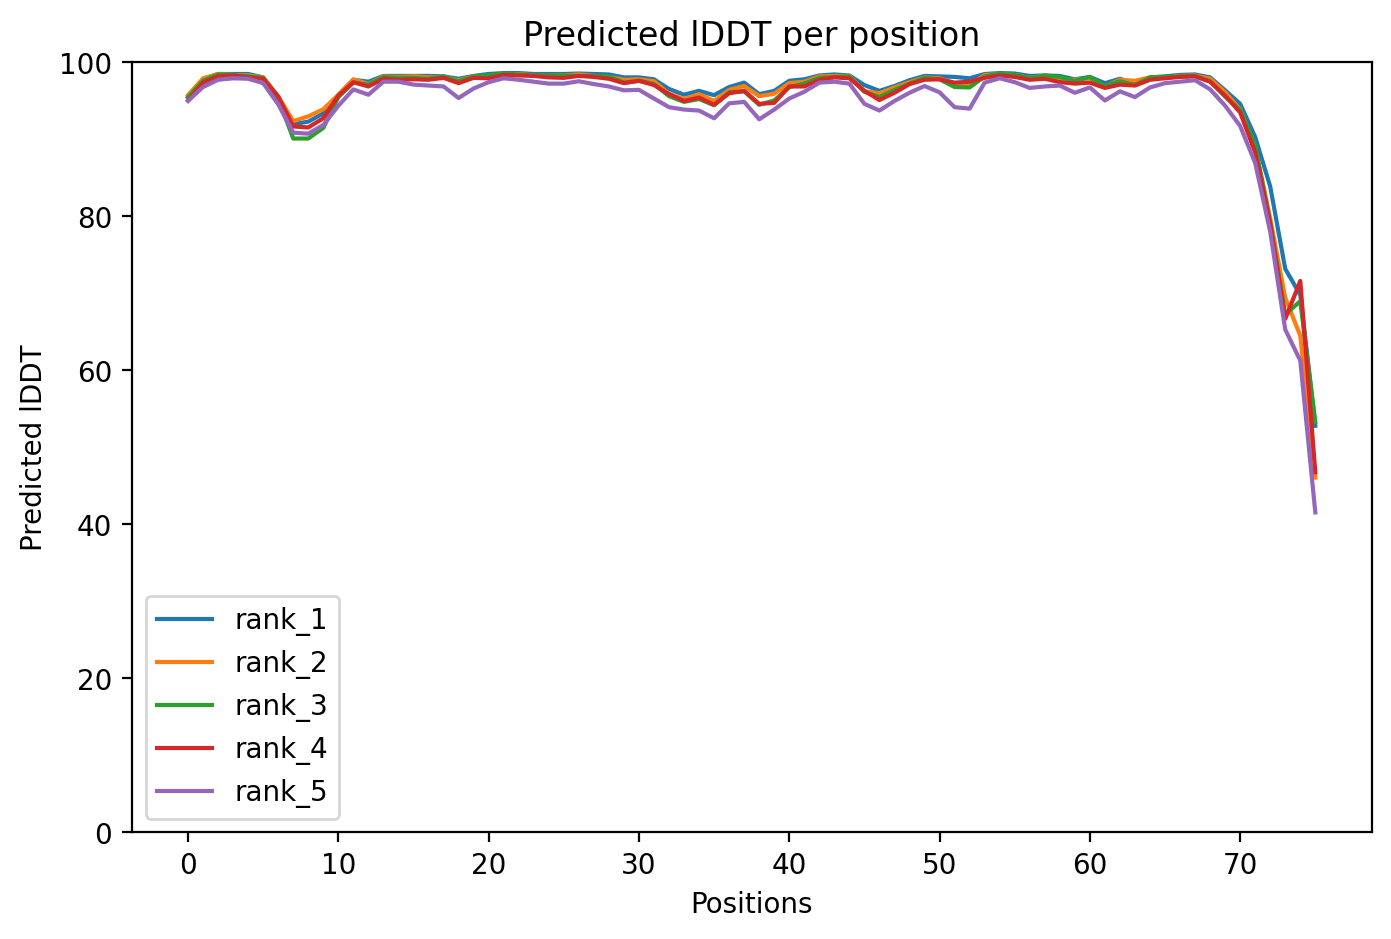 Predicted lDDT per position
Predicted lDDT
100
80
60
40
20
0
rank_1
rank_2
rank_3
rank_4
rank_5
0 10 20 30 40 50 60 70
Positions